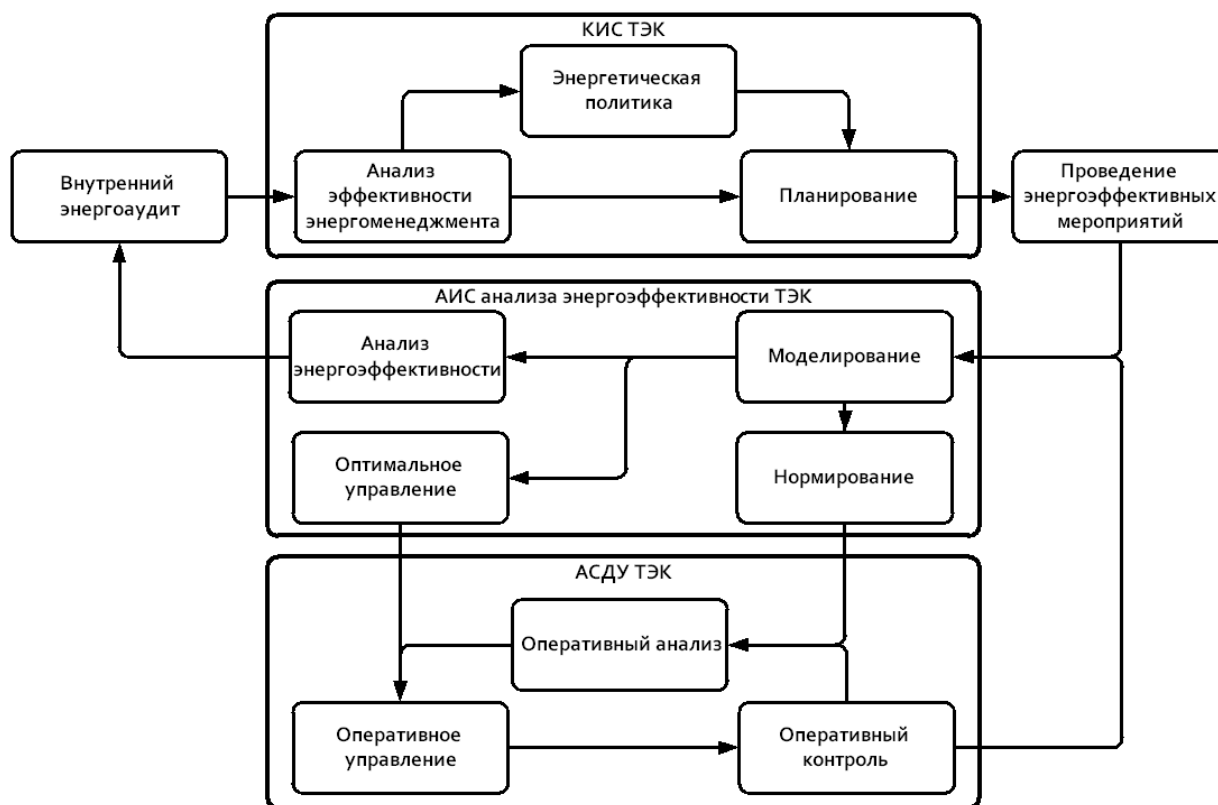 КИС ТЭК
Энергетическая
политика
Внутренний
энергоаудит
Анализ
эффективности
энергоменеджмента
Планирование
Проведение
энергоэффективных
мероприятий
АИС анализа энергоэффективности ТЭК
Анализ
энергоэффективности
Моделирование
Оптимальное
управление
Нормирование
АСДУ ТЭК
Оперативный анализ
Оперативное
управление
Оперативный
контроль